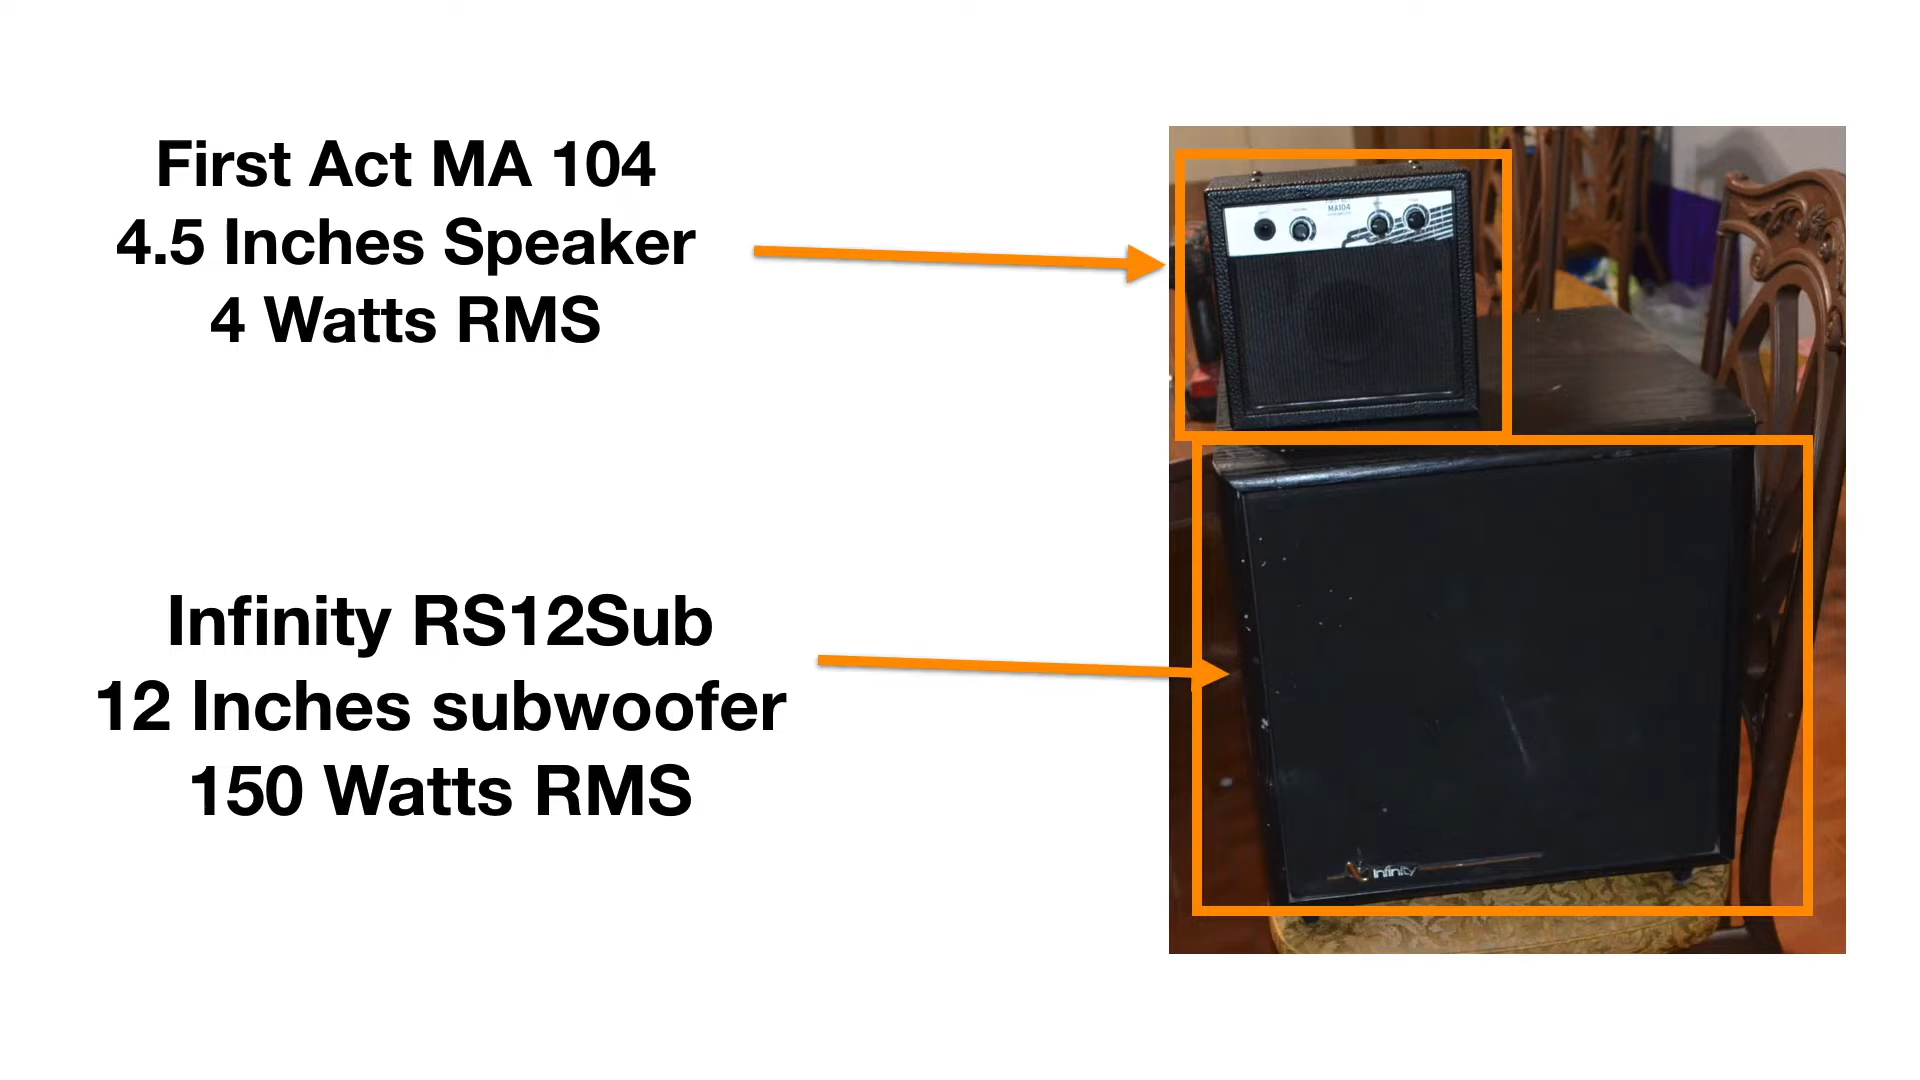 First Act MA 104
4.5 Inches Speaker
4 Watts RMS
MA104
Infinity RS12Sub
12 Inches subwoofer
150 Watts RMS
infinity